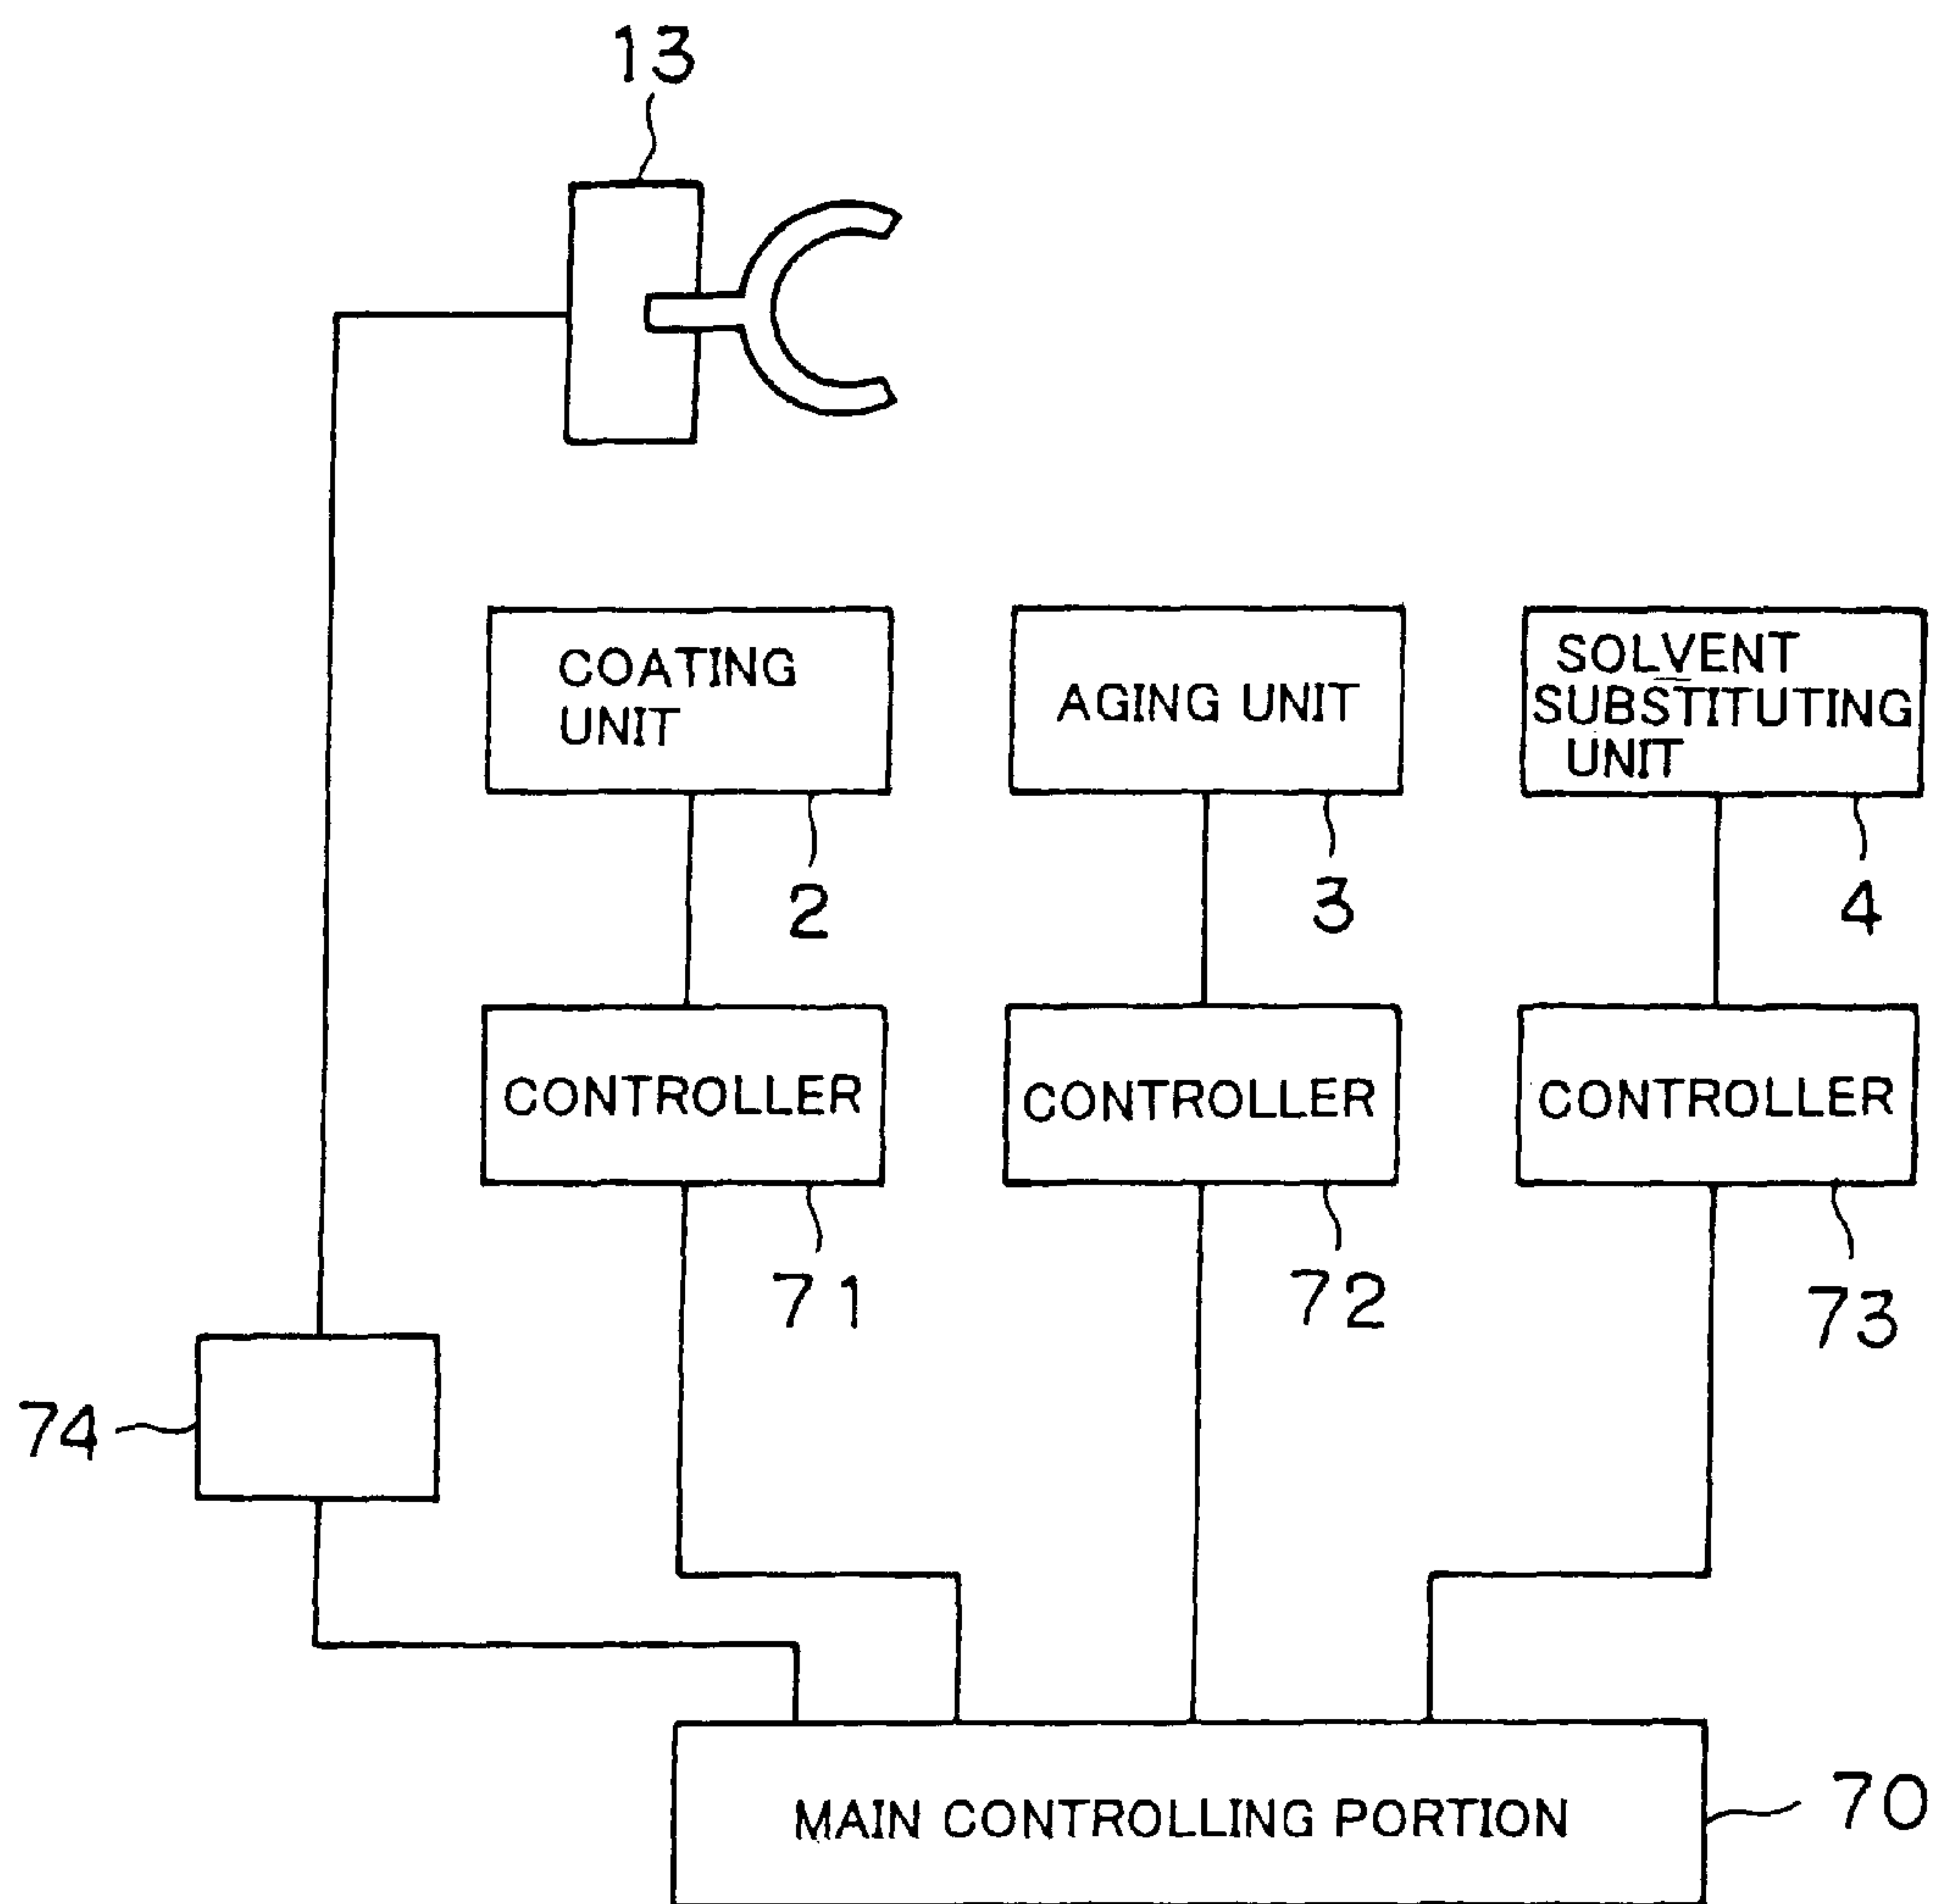 13
COATING
UNIT
AGING UNIT
SOLVENT
SUBSTITUTING
UNIT
2
3
4
CONTROLLER
CONTROLLER
CONTROLLER
71
72
73
74
MAIN CONTROLLING PORTION
70